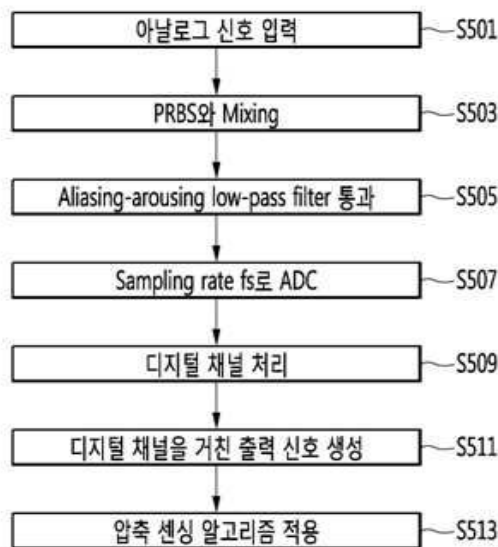 아날로그 신호 입력 S501
PRBS와 Mixing S503
Aliasing-arousing low-pass filter 통과 S505
Sampling rate fs로 ADC S507
디지털 채널 처리 S509
디지털 채널을 거친 출력 신호 생성 S511
압축 센싱 알고리즘 적용 S513